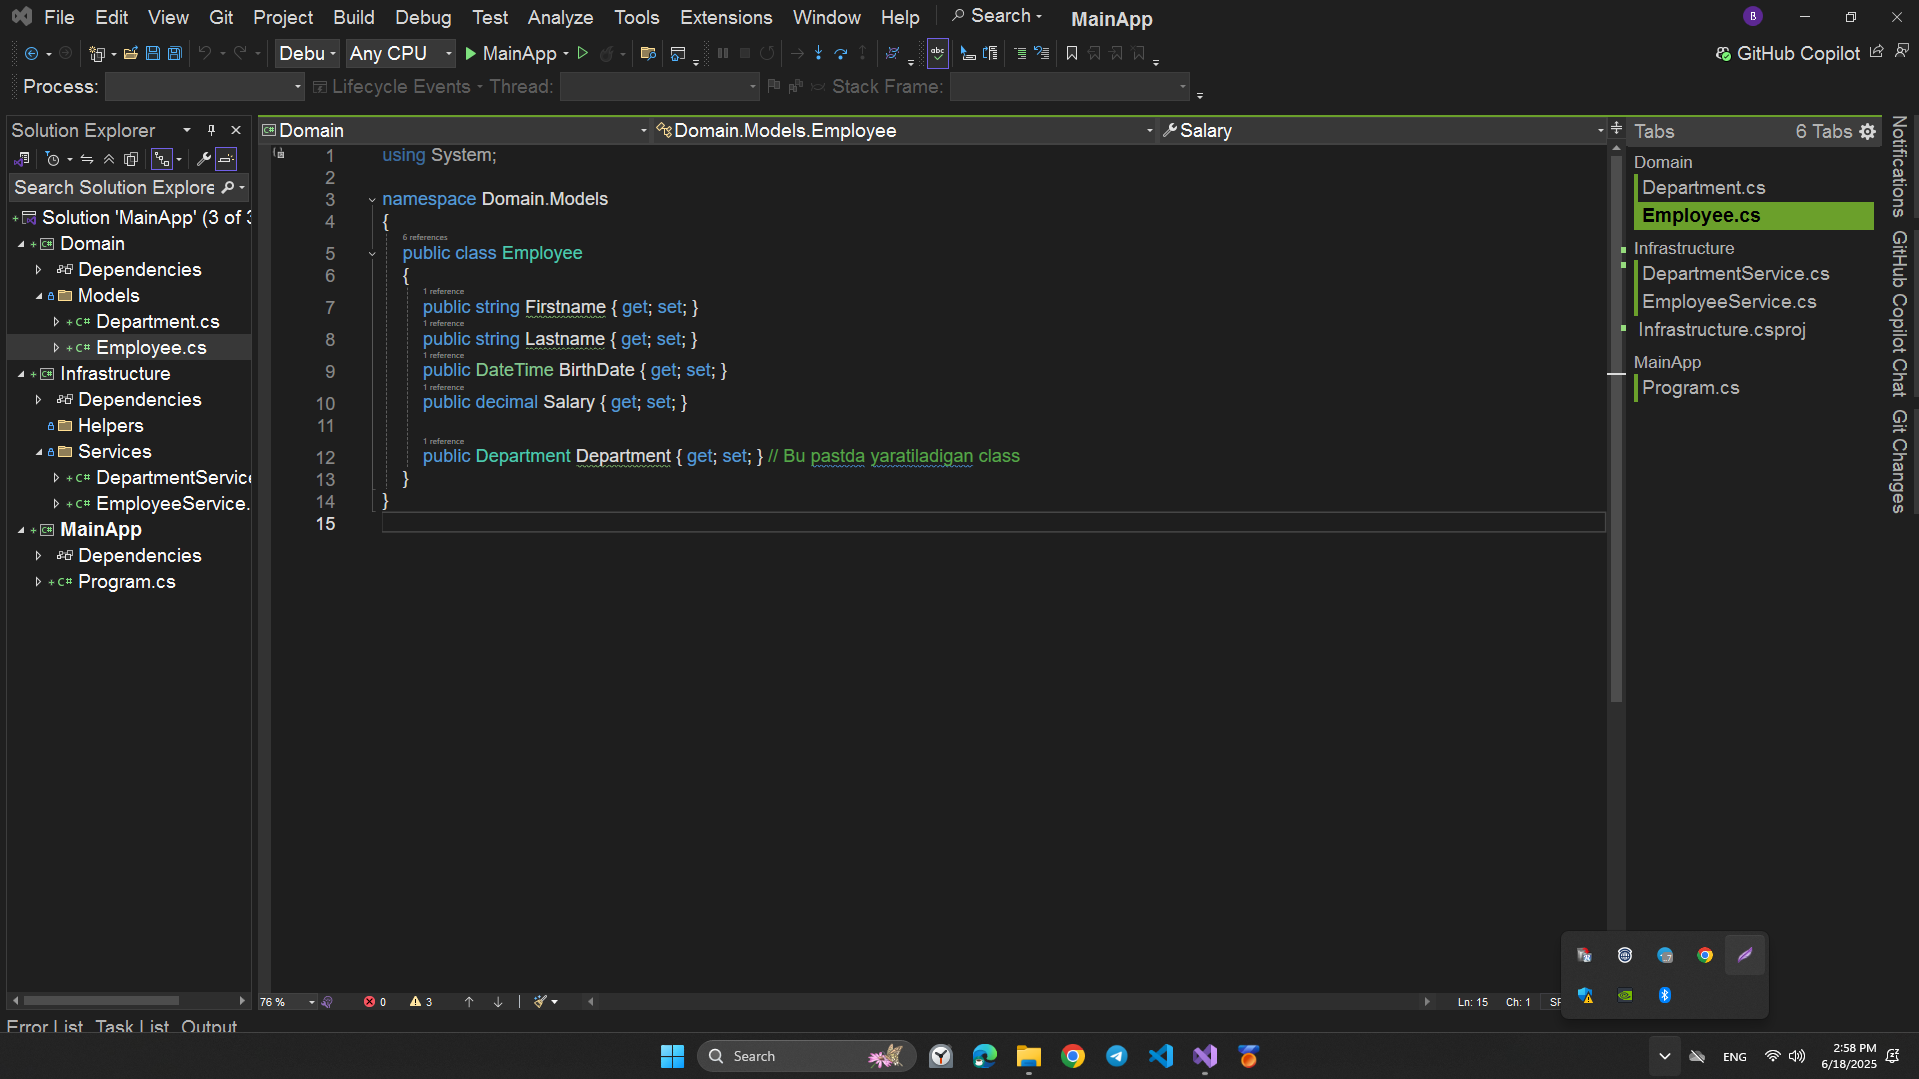 File Edit View Git Project Build Debug Test Analyze Tools Extensions Window Help Search MainApp
Debu Any CPU MainApp GitHub Copilot
Process: Lifecycle Events Thread: Stack Frame:
Solution Explorer
Search Solution Explore
Solution 'MainApp' (3 of 3
Domain
Dependencies
Models
C# Department.cs
C# Employee.cs
Infrastructure
Dependencies
Helpers
Services
C# DepartmentService
C# EmployeeService.
MainApp
Dependencies
C# Program.cs
Domain Domain.Models.Employee Salary
1 using System;
2
3 namespace Domain.Models
4 {
6 references
5 public class Employee
6 {
1 reference
7 public string Firstname { get; set; }
1 reference
8 public string Lastname { get; set; }
1 reference
9 public DateTime BirthDate { get; set; }
1 reference
10 public decimal Salary { get; set; }
11
1 reference
12 public Department Department { get; set; } // Bu pastda yaratiladigan class
13 }
14 }
15
76 % 0 3 Ln: 15 Ch: 1 SP
Tabs 6 Tabs
Domain
Department.cs
Employee.cs
Infrastructure
DepartmentService.cs
EmployeeService.cs
Infrastructure.csproj
MainApp
Program.cs
Notifications
GitHub Copilot Chat
Git Changes
Error List Task List Output
Search
ENG
2:58 PM
6/18/2025